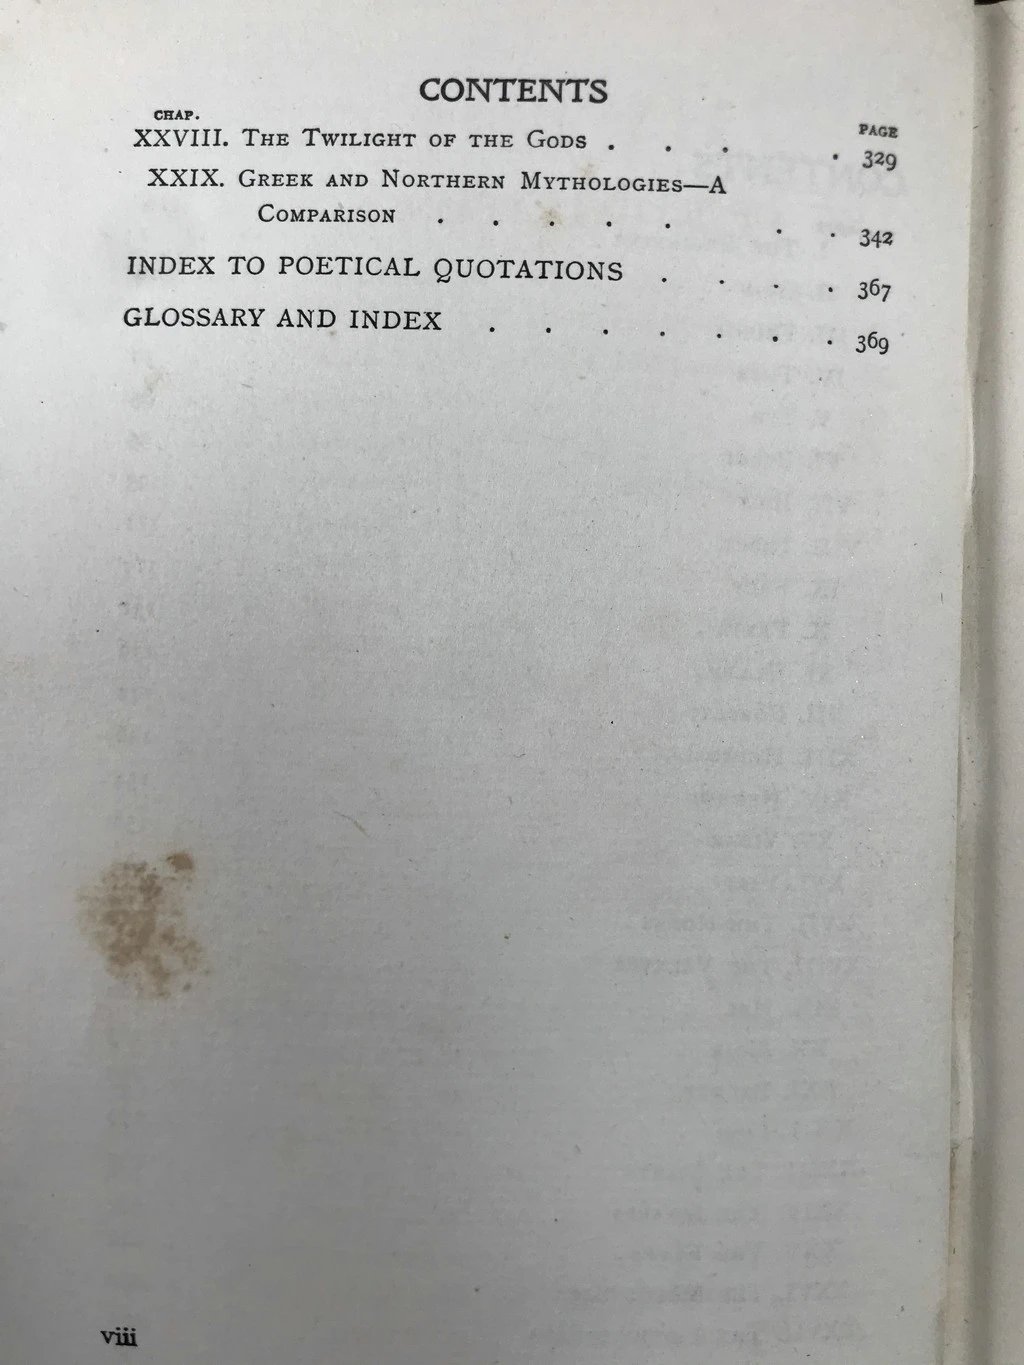 CONTENTS
CHAP. PAGE
XXVIII. The Twilight of the Gods . . . . 329
XXIX. Greek and Northern Mythologies—A
Comparison . . . . . . . 342
INDEX TO POETICAL QUOTATIONS . . . . 367
GLOSSARY AND INDEX . . . . . . . 369
viii